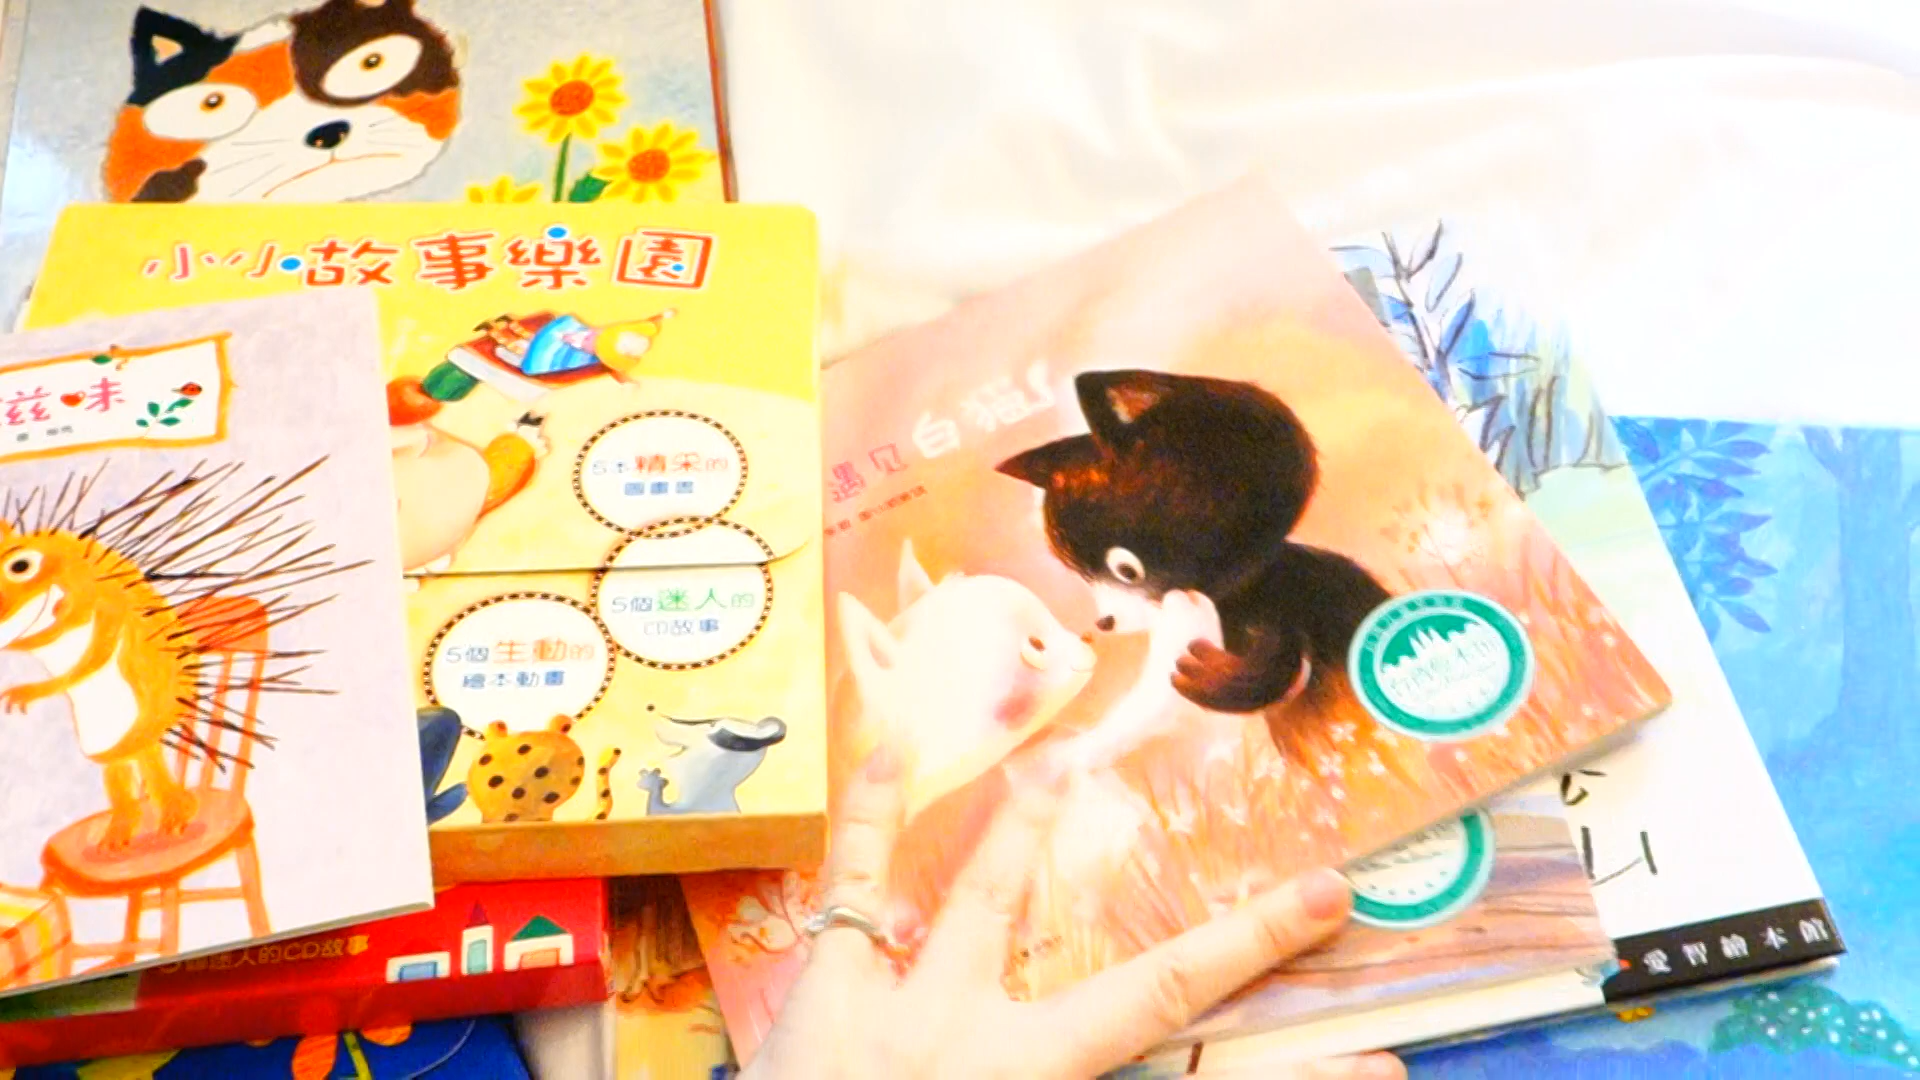 小小故事樂園
滋味
5本精采的
圖畫書
5個迷人的
CD故事
5個生動的
繪本動畫
遇見白貓
5個迷人的CD故事
愛智繪本館